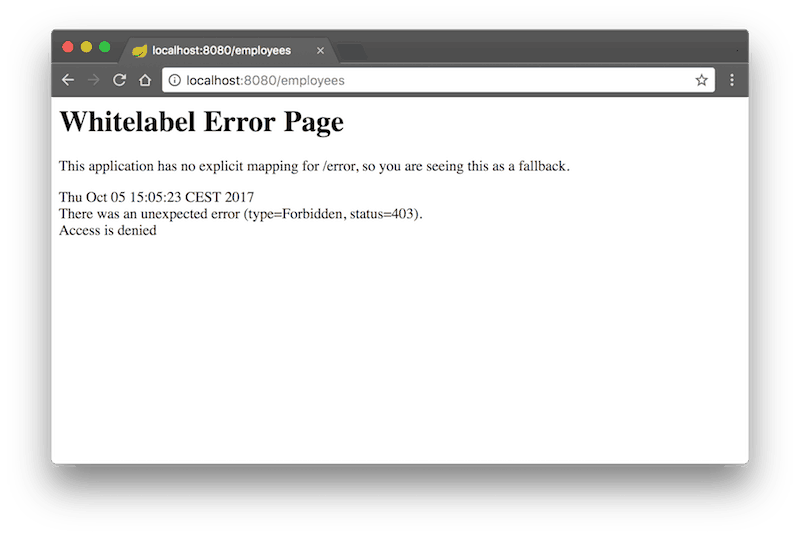 localhost:8080/employees
localhost:8080/employees
Whitelabel Error Page
This application has no explicit mapping for /error, so you are seeing this as a fallback.
Thu Oct 05 15:05:23 CEST 2017
There was an unexpected error (type=Forbidden, status=403).
Access is denied